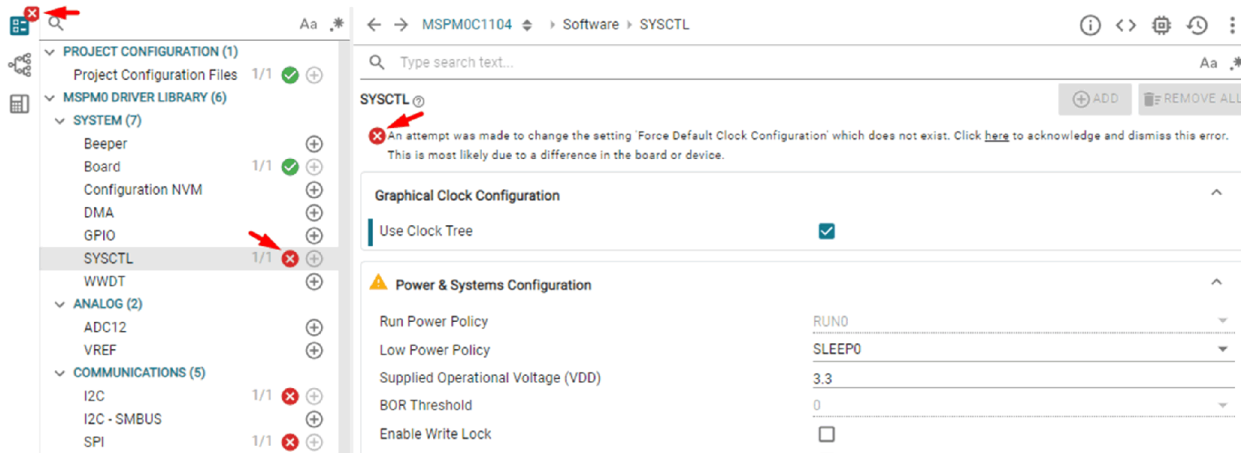 Aa .*
MSPM0C1104 Software SYSCTL
PROJECT CONFIGURATION (1)
Project Configuration Files 1/1
MSPM0 DRIVER LIBRARY (6)
SYSTEM (7)
Beeper
Board 1/1
Configuration NVM
DMA
GPIO
SYSCTL 1/1
WWDT
ANALOG (2)
ADC12
VREF
COMMUNICATIONS (5)
I2C 1/1
I2C - SMBUS
SPI 1/1
Type search text... Aa .*
SYSCTL ADD REMOVE ALL
An attempt was made to change the setting `Force Default Clock Configuration` which does not exist. Click here to acknowledge and dismiss this error.
This is most likely due to a difference in the board or device.
Graphical Clock Configuration
Use Clock Tree
Power & Systems Configuration
Run Power Policy RUN0
Low Power Policy SLEEP0
Supplied Operational Voltage (VDD) 3.3
BOR Threshold 0
Enable Write Lock